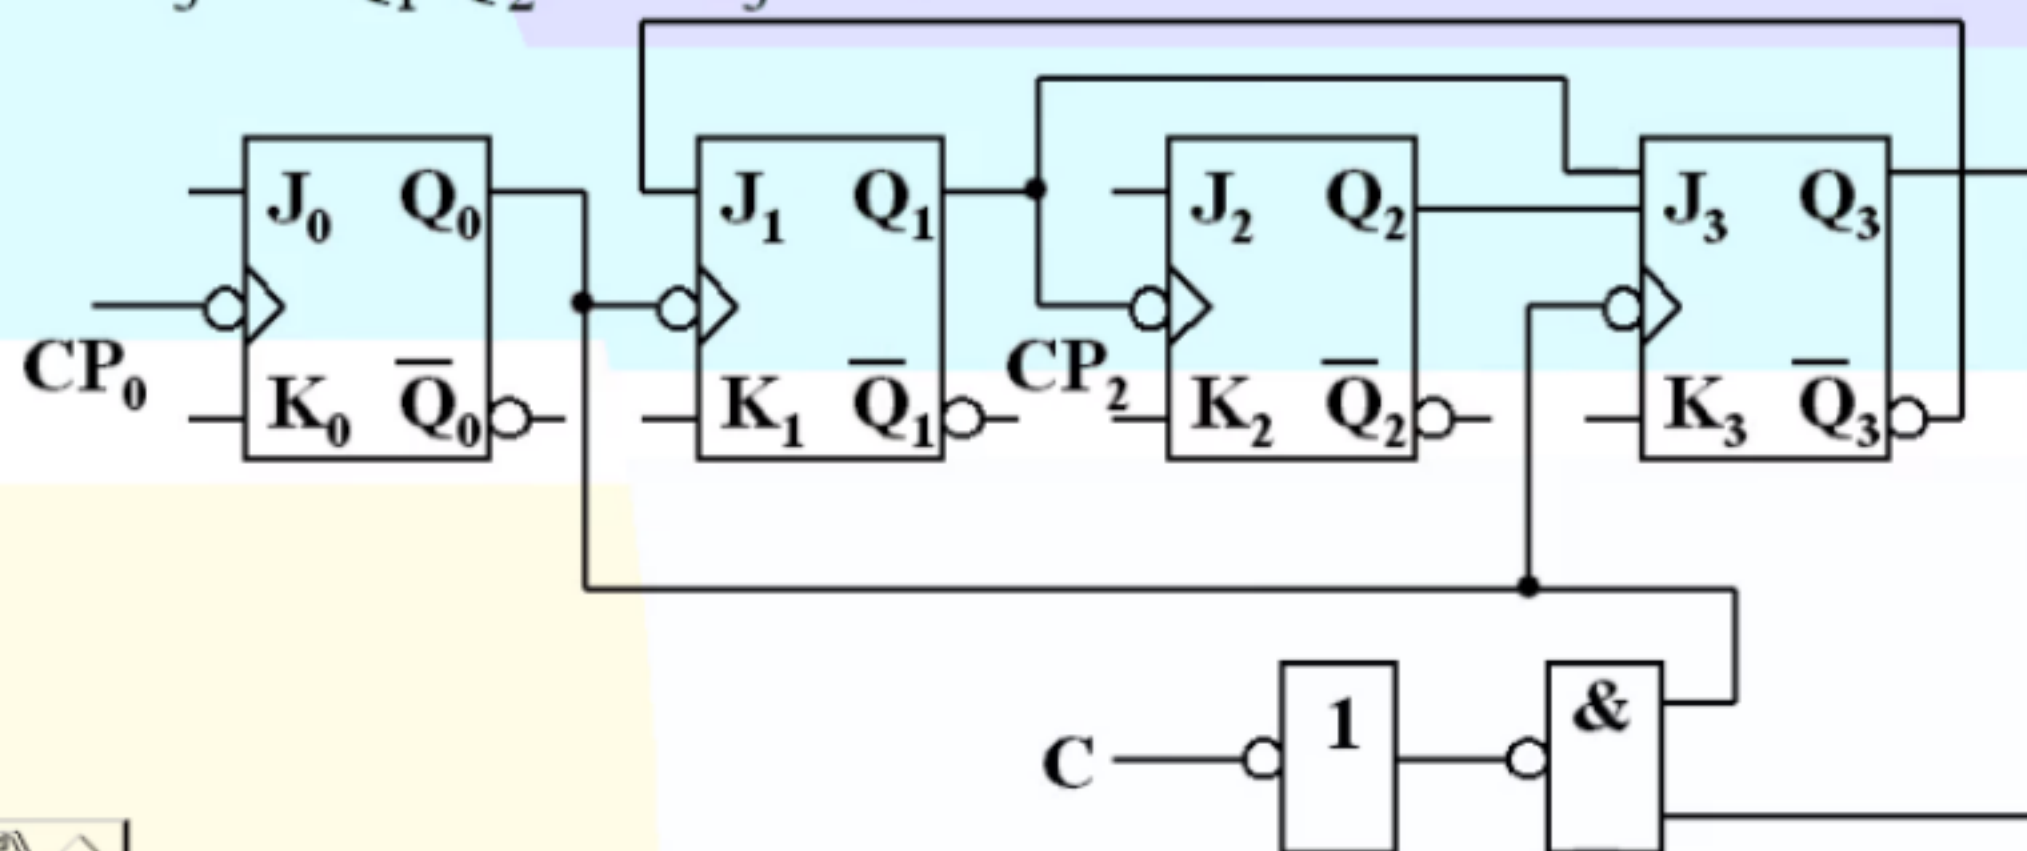 J₀ Q₀ J₁ Q₁ J₂ Q₂ J₃ Q₃
CP₀ CP₂
K₀ Q̅₀ K₁ Q̅₁ K₂ Q̅₂ K₃ Q̅₃
C 1 &